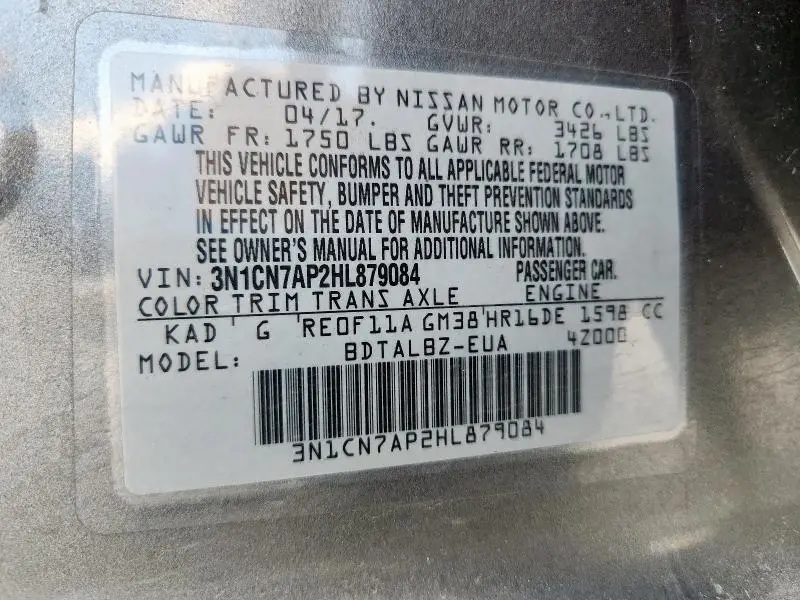 MANUFACTURED BY NISSAN MOTOR CO.,LTD.
DATE: 04/17. GVWR: 3426 LBS
GAWR FR: 1750 LBS GAWR RR: 1708 LBS
THIS VEHICLE CONFORMS TO ALL APPLICABLE FEDERAL MOTOR
VEHICLE SAFETY, BUMPER AND THEFT PREVENTION STANDARDS
IN EFFECT ON THE DATE OF MANUFACTURE SHOWN ABOVE.
SEE OWNER'S MANUAL FOR ADDITIONAL INFORMATION.
VIN: 3N1CN7AP2HL879084 PASSENGER CAR.
COLOR TRIM TRANS AXLE ENGINE
KAD G RE0F11A GM38 HR16DE 1598 CC
MODEL: BDTALBZ-EUA 4Z000
3N1CN7AP2HL879084